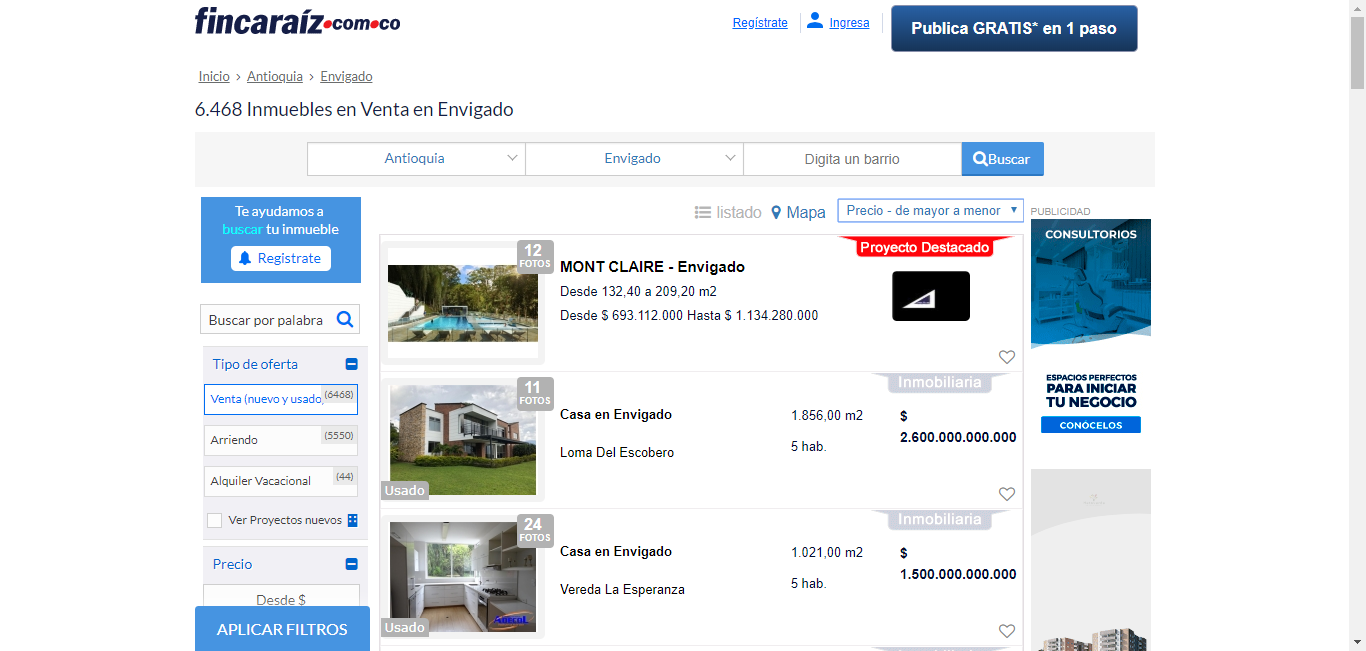 fincaraíz.com.co
Regístrate
Ingresa
Publica GRATIS* en 1 paso
Inicio > Antioquia > Envigado
6.468 Inmuebles en Venta en Envigado
Antioquia
Envigado
Digita un barrio
Buscar
Te ayudamos a
buscar tu inmueble
Registrate
listado
Mapa
Precio - de mayor a menor
PUBLICIDAD
Buscar por palabra
Tipo de oferta
Venta (nuevo y usado)
(6468)
Arriendo
(5550)
Alquiler Vacacional
(44)
Ver Proyectos nuevos
Precio
Desde $
APLICAR FILTROS
12
FOTOS
MONT CLAIRE - Envigado
Desde 132,40 a 209,20 m2
Desde $ 693.112.000 Hasta $ 1.134.280.000
Proyecto Destacado
11
FOTOS
Usado
Casa en Envigado
Loma Del Escobero
1.856,00 m2
5 hab.
Inmobiliaria
$
2.600.000.000.000
24
FOTOS
Usado
Casa en Envigado
Vereda La Esperanza
1.021,00 m2
5 hab.
Inmobiliaria
$
1.500.000.000.000
Inmobiliaria
CONSULTORIOS
ESPACIOS PERFECTOS
PARA INICIAR
TU NEGOCIO
CONÓCELOS